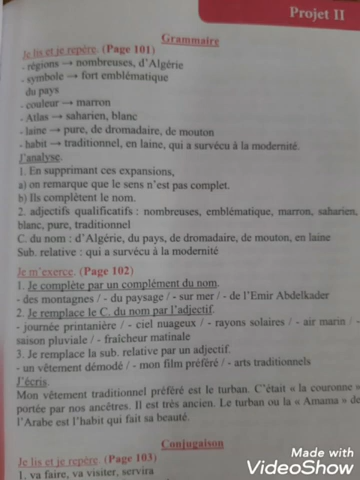 Projet II
Grammaire
Je lis et je repère. (Page 101)
- régions → nombreuses, d'Algérie
- symbole → fort emblématique
du pays
- couleur → marron
- Atlas → saharien, blanc
- laine → pure, de dromadaire, de mouton
- habit → traditionnel, en laine, qui a survécu à la modernité.
J'analyse.
1. En supprimant ces expansions,
a) on remarque que le sens n'est pas complet.
b) Ils complètent le nom.
2. adjectifs qualificatifs : nombreuses, emblématique, marron, saharien,
blanc, pure, traditionnel
C. du nom : d'Algérie, du pays, de dromadaire, de mouton, en laine
Sub. relative : qui a survécu à la modernité
Je m'exerce. (Page 102)
1. Je complète par un complément du nom.
- des montagnes / - du paysage / - sur mer / - de l'Emir Abdelkader
2. Je remplace le C. du nom par l'adjectif.
- journée printanière / - ciel nuageux / - rayons solaires / - air marin / -
saison pluviale / - fraîcheur matinale
3. Je remplace la sub. relative par un adjectif.
- un vêtement démodé / - mon film préféré / - arts traditionnels
J'écris.
Mon vêtement traditionnel préféré est le turban. C'était « la couronne »
portée par nos ancêtres. Il est très ancien. Le turban ou la « Amama » de
l'Arabe est l'habit qui fait sa beauté.
Conjugaison
Je lis et je repère. (Page 103)
1. va faire, va visiter, servira
Made with
VideoShow